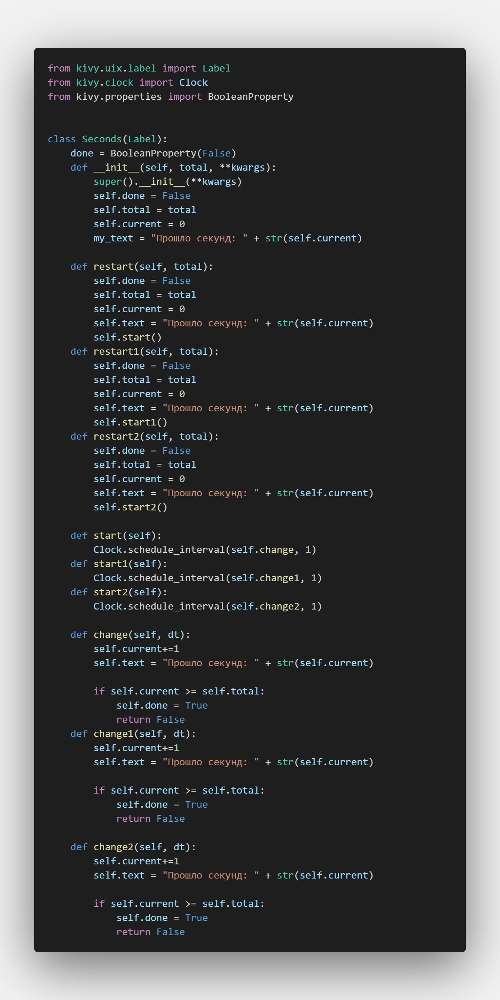 from kivy.uix.label import Label
from kivy.clock import Clock
from kivy.properties import BooleanProperty


class Seconds(Label):
    done = BooleanProperty(False)
    def __init__(self, total, **kwargs):
        super().__init__(**kwargs)
        self.done = False
        self.total = total
        self.current = 0
        my_text = "Прошло секунд: " + str(self.current)

    def restart(self, total):
        self.done = False
        self.total = total
        self.current = 0
        self.text = "Прошло секунд: " + str(self.current)
        self.start()
    def restart1(self, total):
        self.done = False
        self.total = total
        self.current = 0
        self.text = "Прошло секунд: " + str(self.current)
        self.start1()
    def restart2(self, total):
        self.done = False
        self.total = total
        self.current = 0
        self.text = "Прошло секунд: " + str(self.current)
        self.start2()

    def start(self):
        Clock.schedule_interval(self.change, 1)
    def start1(self):
        Clock.schedule_interval(self.change1, 1)
    def start2(self):
        Clock.schedule_interval(self.change2, 1)

    def change(self, dt):
        self.current+=1
        self.text = "Прошло секунд: " + str(self.current)

        if self.current >= self.total:
            self.done = True
            return False
    def change1(self, dt):
        self.current+=1
        self.text = "Прошло секунд: " + str(self.current)

        if self.current >= self.total:
            self.done = True
            return False

    def change2(self, dt):
        self.current+=1
        self.text = "Прошло секунд: " + str(self.current)

        if self.current >= self.total:
            self.done = True
            return False